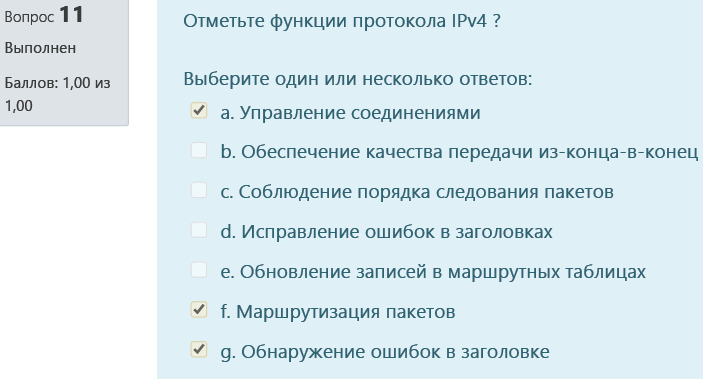 Вопрос 11
Выполнен
Баллов: 1,00 из
1,00
Отметьте функции протокола IPv4 ?
Выберите один или несколько ответов:
a. Управление соединениями
b. Обеспечение качества передачи из-конца-в-конец
c. Соблюдение порядка следования пакетов
d. Исправление ошибок в заголовках
e. Обновление записей в маршрутных таблицах
f. Маршрутизация пакетов
g. Обнаружение ошибок в заголовке